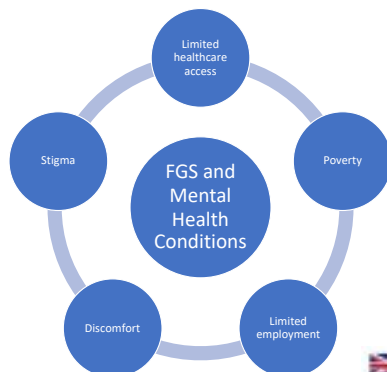 Limited
healthcare
access
Stigma
Poverty
FGS and
Mental
Health
Conditions
Discomfort
Limited
employment